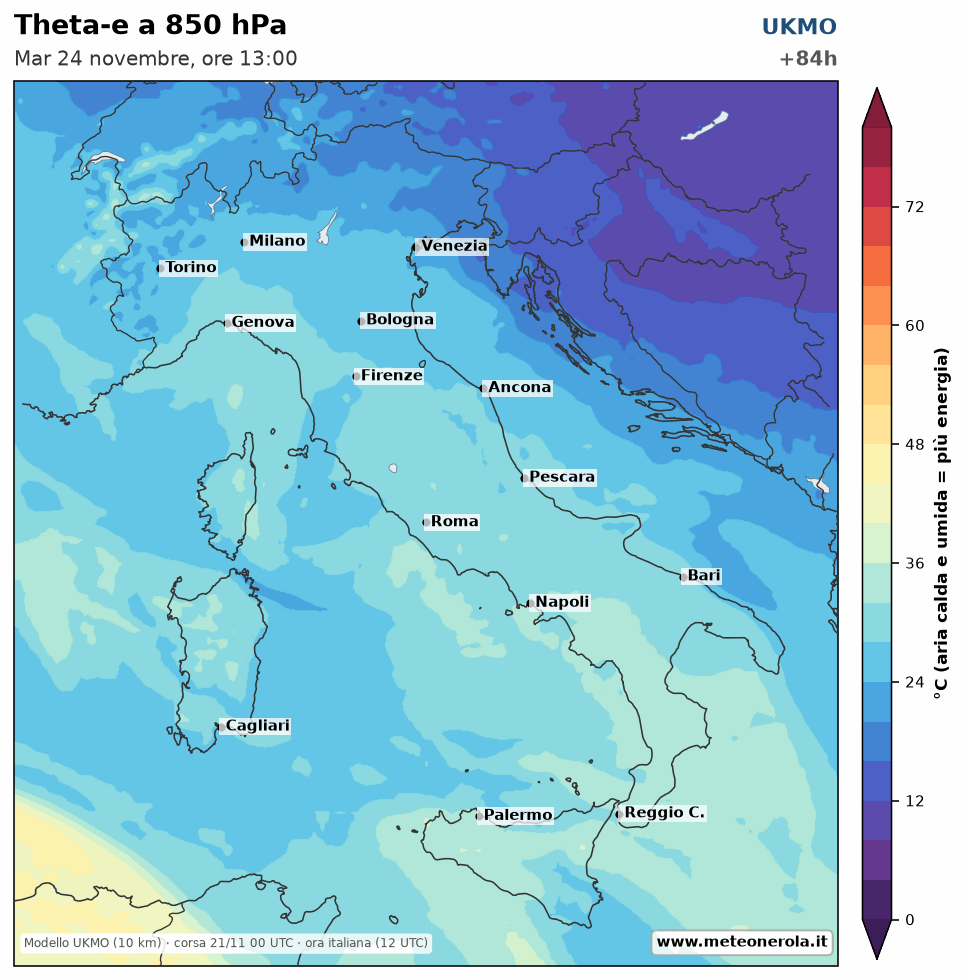 Theta-e a 850 hPa
UKMO
Mar 24 novembre, ore 13:00
+84h
Milano
Venezia
Torino
Genova
Bologna
Firenze
Ancona
Pescara
Roma
Bari
Napoli
Cagliari
Palermo
Reggio C.
72
60
48
36
24
12
0
°C (aria calda e umida = più energia)
Modello UKMO (10 km) · corsa 21/11 00 UTC · ora italiana (12 UTC)
www.meteonerola.it